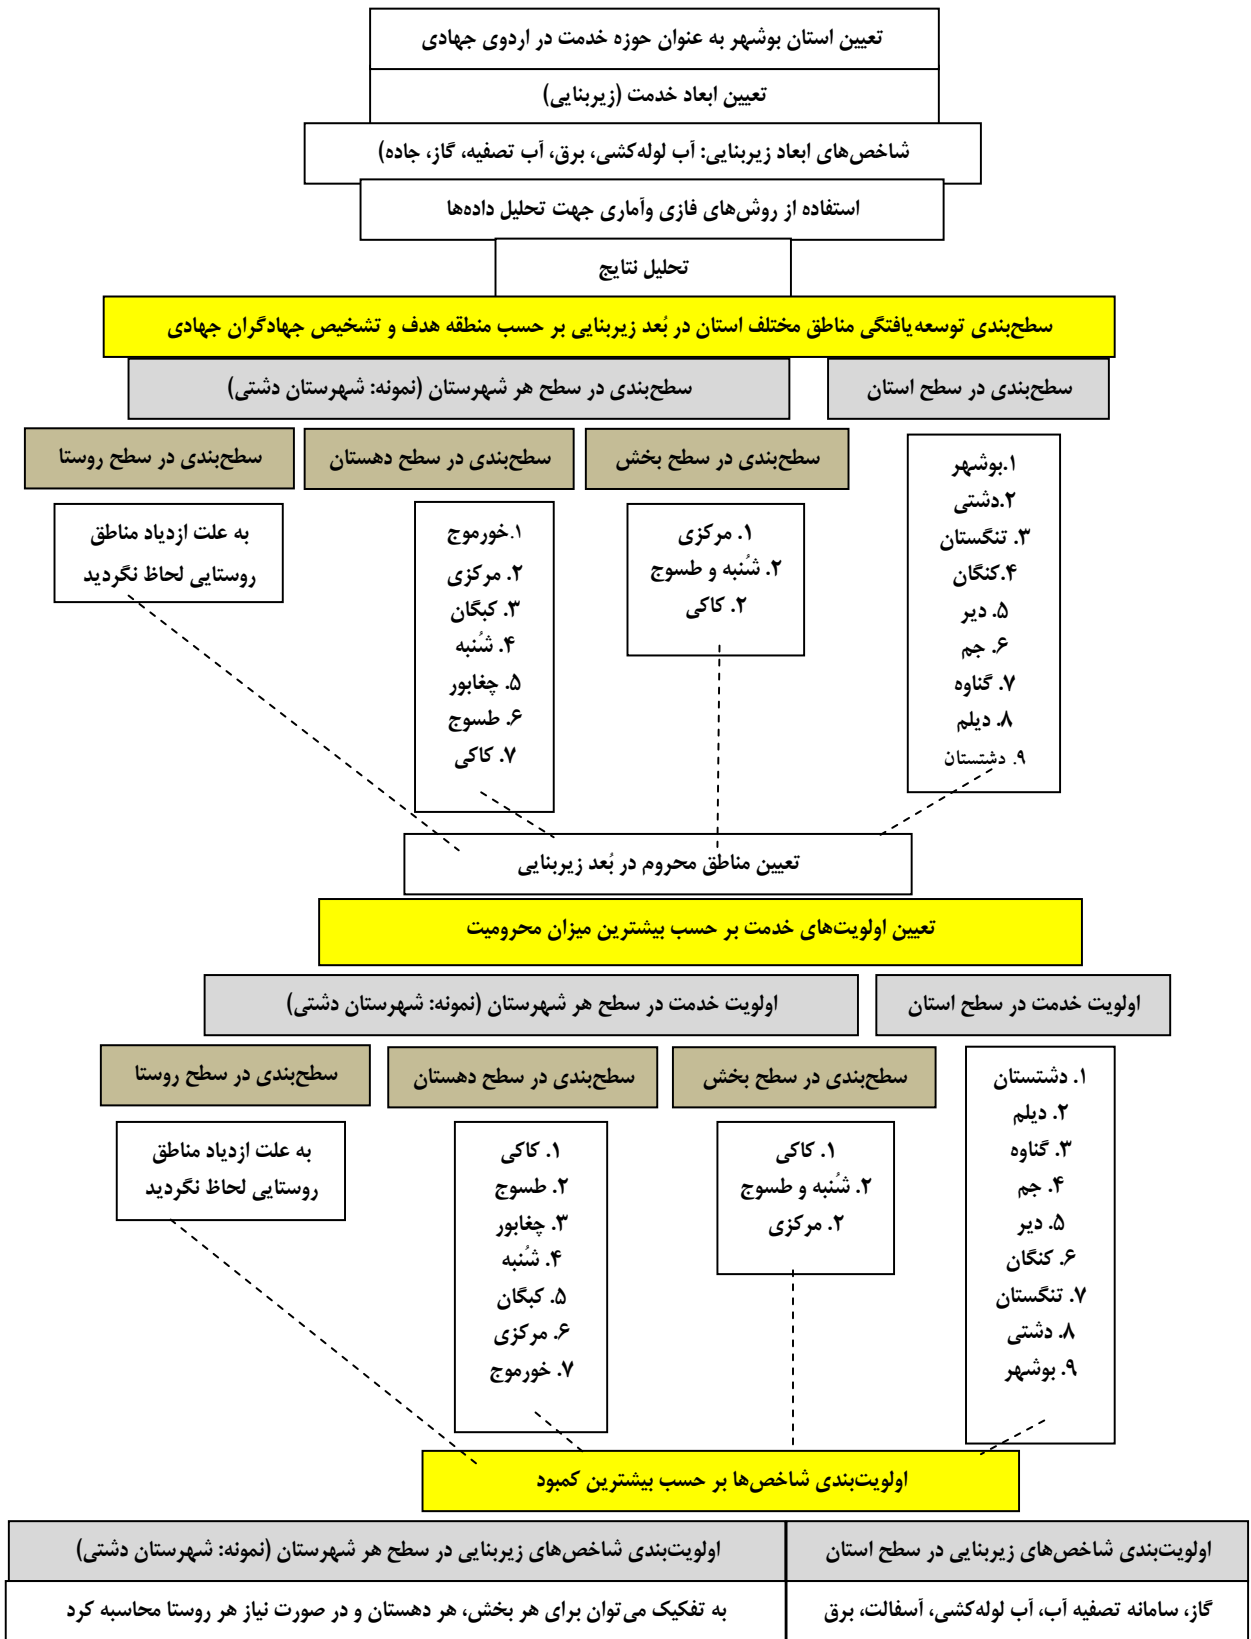 تعیین استان بوشهر به عنوان حوزه خدمت در اردوی جهادی
تعیین ابعاد خدمت (زیربنایی)
شاخص‌های ابعاد زیربنایی: آب لوله‌کشی، برق، آب تصفیه، گاز، جاده)
استفاده از روش‌های فازی وآماری جهت تحلیل داده‌ها
تحلیل نتایج
سطح‌بندی توسعه‌یافتگی مناطق مختلف استان در بُعد زیربنایی بر حسب منطقه هدف و تشخیص جهادگران جهادی
سطح‌بندی در سطح استان
سطح‌بندی در سطح هر شهرستان (نمونه: شهرستان دشتی)
۱.بوشهر
۲.دشتی
۳. تنگستان
۴.کنگان
۵. دیر
۶. جم
۷. گناوه
۸. دیلم
۹. دشتستان
سطح‌بندی در سطح بخش
۱. مرکزی
۲. شُنبه و طسوج
۲. کاکی
سطح‌بندی در سطح دهستان
۱.خورموج
۲. مرکزی
۳. کبگان
۴. شُنبه
۵. چغابور
۶. طسوج
۷. کاکی
سطح‌بندی در سطح روستا
به علت ازدیاد مناطق
روستایی لحاظ نگردید
تعیین مناطق محروم در بُعد زیربنایی
تعیین اولویت‌های خدمت بر حسب بیشترین میزان محرومیت
اولویت خدمت در سطح استان
اولویت خدمت در سطح هر شهرستان (نمونه: شهرستان دشتی)
۱. دشتستان
۲. دیلم
۳. گناوه
۴. جم
۵. دیر
۶. کنگان
۷. تنگستان
۸. دشتی
۹. بوشهر
سطح‌بندی در سطح بخش
۱. کاکی
۲. شُنبه و طسوج
۲. مرکزی
سطح‌بندی در سطح دهستان
۱. کاکی
۲. طسوج
۳. چغابور
۴. شُنبه
۵. کبگان
۶. مرکزی
۷. خورموج
سطح‌بندی در سطح روستا
به علت ازدیاد مناطق
روستایی لحاظ نگردید
اولویت‌بندی شاخص‌ها بر حسب بیشترین کمبود
اولویت‌بندی شاخص‌های زیربنایی در سطح استان
اولویت‌بندی شاخص‌های زیربنایی در سطح هر شهرستان (نمونه: شهرستان دشتی)
گاز، سامانه تصفیه آب، آب لوله‌کشی، آسفالت، برق
به تفکیک می‌توان برای هر بخش، هر دهستان و در صورت نیاز هر روستا محاسبه کرد